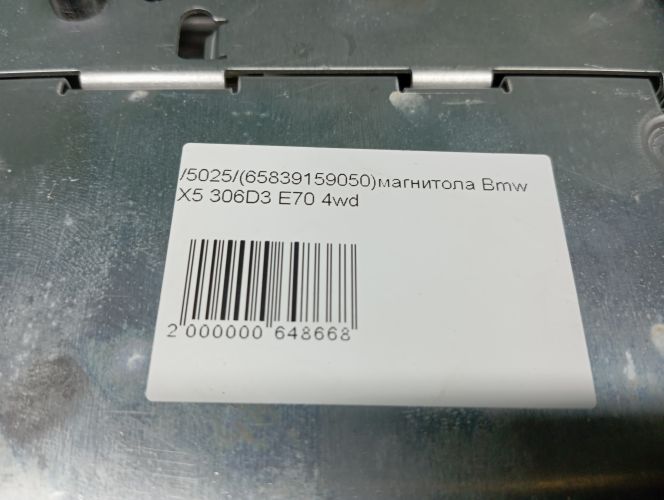 /5025/(65839159050)магнитола Bmw
X5 306D3 E70 4wd
2 000000 648668